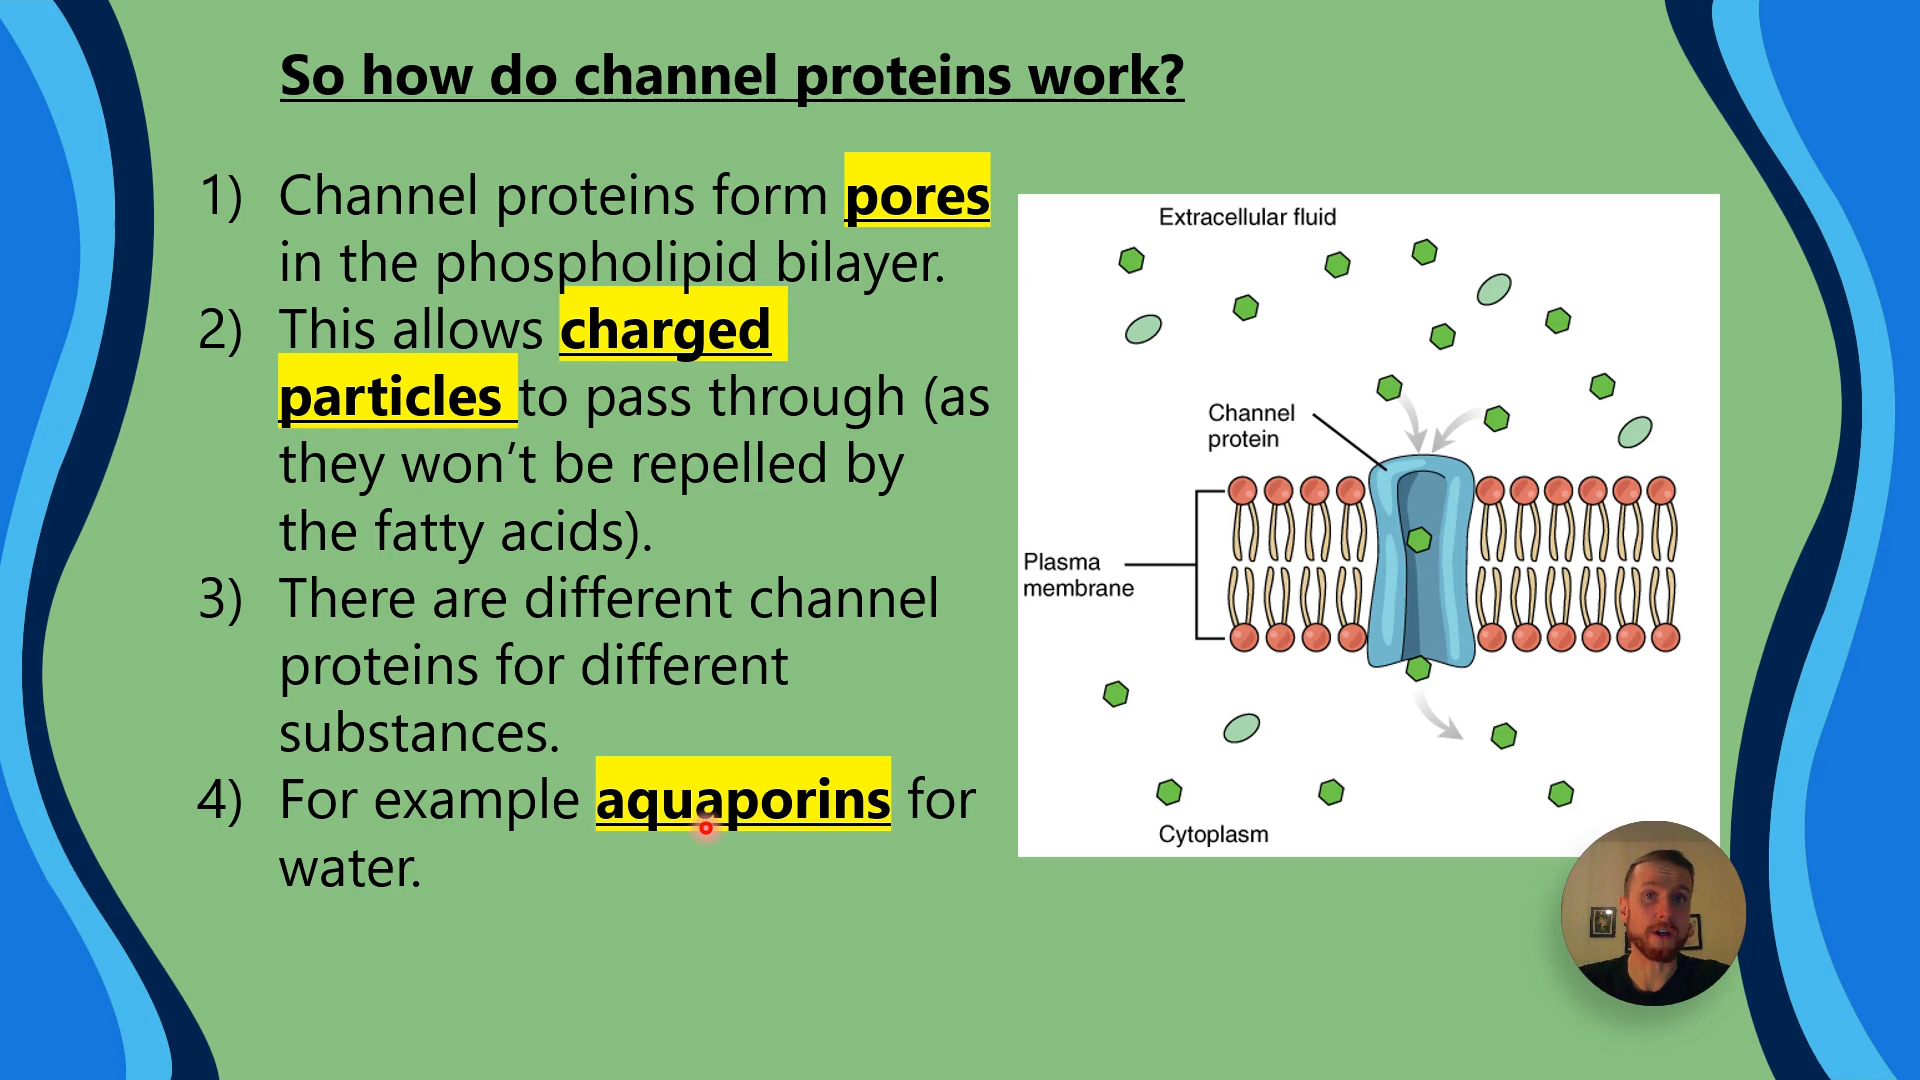 So how do channel proteins work?
1) Channel proteins form pores
in the phospholipid bilayer.
2) This allows charged
particles to pass through (as
they won’t be repelled by
the fatty acids).
3) There are different channel
proteins for different
substances.
4) For example aquaporins for
water.
Extracellular fluid
Channel
protein
Plasma
membrane
Cytoplasm